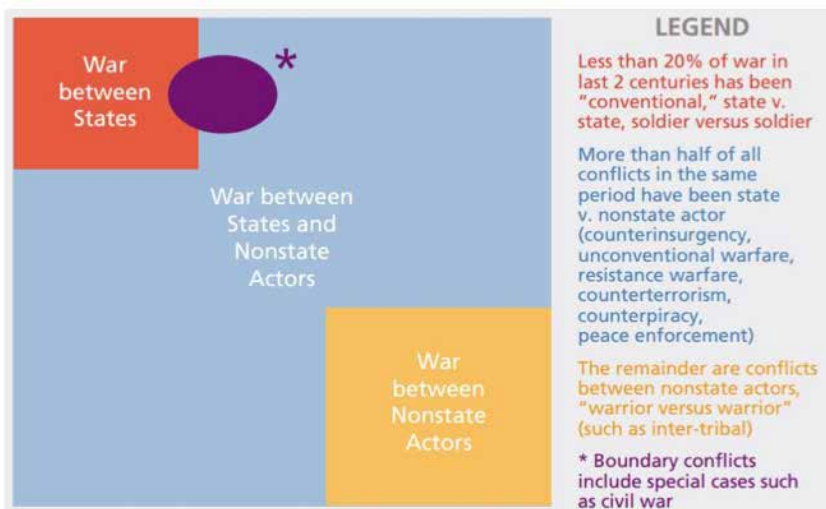 War
between
States
*
War between
States and
Nonstate
Actors
War
between
Nonstate
Actors
LEGEND
Less than 20% of war in
last 2 centuries has been
“conventional,” state v.
state, soldier versus soldier
More than half of all
conflicts in the same
period have been state
v. nonstate actor
(counterinsurgency,
unconventional warfare,
resistance warfare,
counterterrorism,
counterpiracy,
peace enforcement)
The remainder are conflicts
between nonstate actors,
“warrior versus warrior”
(such as inter-tribal)
* Boundary conflicts
include special cases such
as civil war